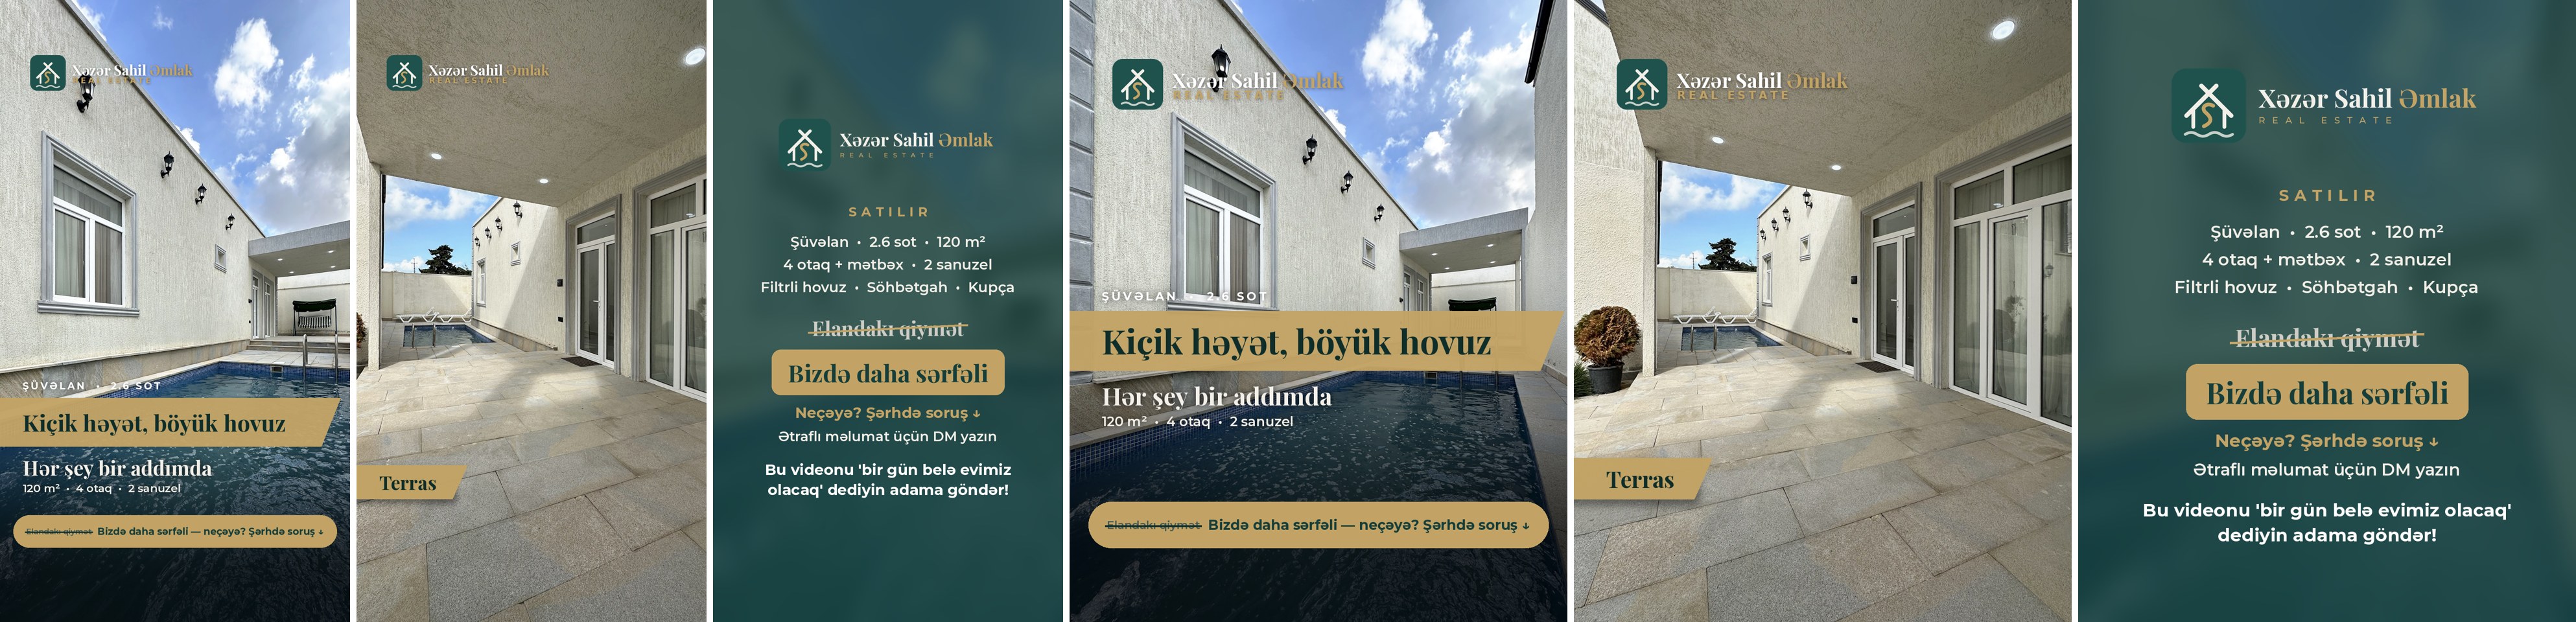 Xəzər Sahil Əmlak
REAL ESTATE
ŞÜVƏLAN • 2.6 SOT
Kiçik həyət, böyük hovuz
Hər şey bir addımda
120 m² • 4 otaq • 2 sanuzel
Elandakı qiymət Bizdə daha sərfəli — neçəyə? Şərhdə soruş ↓
Xəzər Sahil Əmlak
REAL ESTATE
Terras
Xəzər Sahil Əmlak
REAL ESTATE
SATILIR
Şüvəlan • 2.6 sot • 120 m²
4 otaq + mətbəx • 2 sanuzel
Filtrli hovuz • Söhbətgah • Kupça
Elandakı qiymət
Bizdə daha sərfəli
Neçəyə? Şərhdə soruş ↓
Ətraflı məlumat üçün DM yazın
Bu videonu 'bir gün belə evimiz
olacaq' dediyin adama göndər!
Xəzər Sahil Əmlak
REAL ESTATE
ŞÜVƏLAN • 2.6 SOT
Kiçik həyət, böyük hovuz
Hər şey bir addımda
120 m² • 4 otaq • 2 sanuzel
Elandakı qiymət Bizdə daha sərfəli — neçəyə? Şərhdə soruş ↓
Xəzər Sahil Əmlak
REAL ESTATE
Terras
Xəzər Sahil Əmlak
REAL ESTATE
SATILIR
Şüvəlan • 2.6 sot • 120 m²
4 otaq + mətbəx • 2 sanuzel
Filtrli hovuz • Söhbətgah • Kupça
Elandakı qiymət
Bizdə daha sərfəli
Neçəyə? Şərhdə soruş ↓
Ətraflı məlumat üçün DM yazın
Bu videonu 'bir gün belə evimiz olacaq'
dediyin adama göndər!